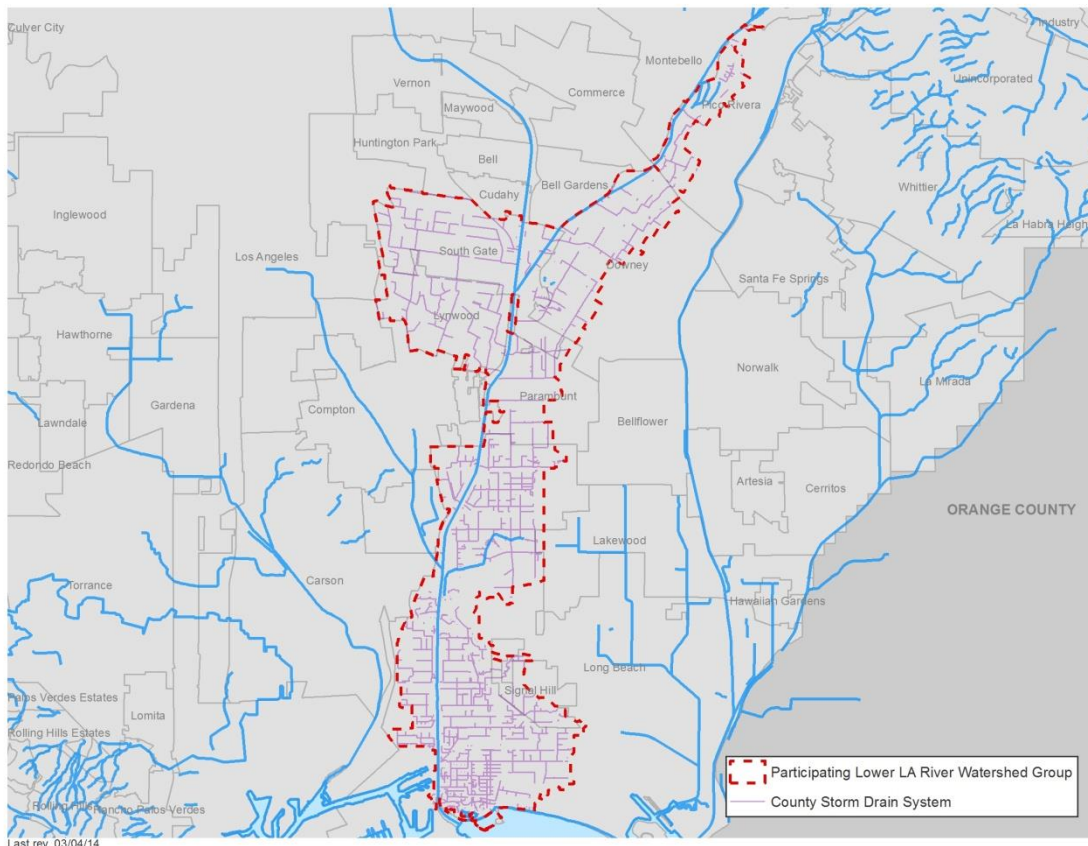 Culver City
Industry
Montebello
Unincorporated
Vernon
Commerce
Maywood
Pico Rivera
Huntington Park
Bell
Whittier
Cudahy
Bell Gardens
Inglewood
La Habra Heigh
South Gate
Los Angeles
Downey
Santa Fe Springs
Lynwood
Hawthorne
Norwalk
La Mirada
Paramount
Gardena
Compton
Lawndale
Bellflower
Redondo Beach
Artesia
Cerritos
ORANGE COUNTY
Lakewood
Torrance
Carson
Hawaiian Gardens
Long Beach
Signal Hill
Palos Verdes Estates
Lomita
Rolling Hills Estates
Rolling Hills
Rancho Palos Verdes
Participating Lower LA River Watershed Group
County Storm Drain System
Last rev. 03/04/14